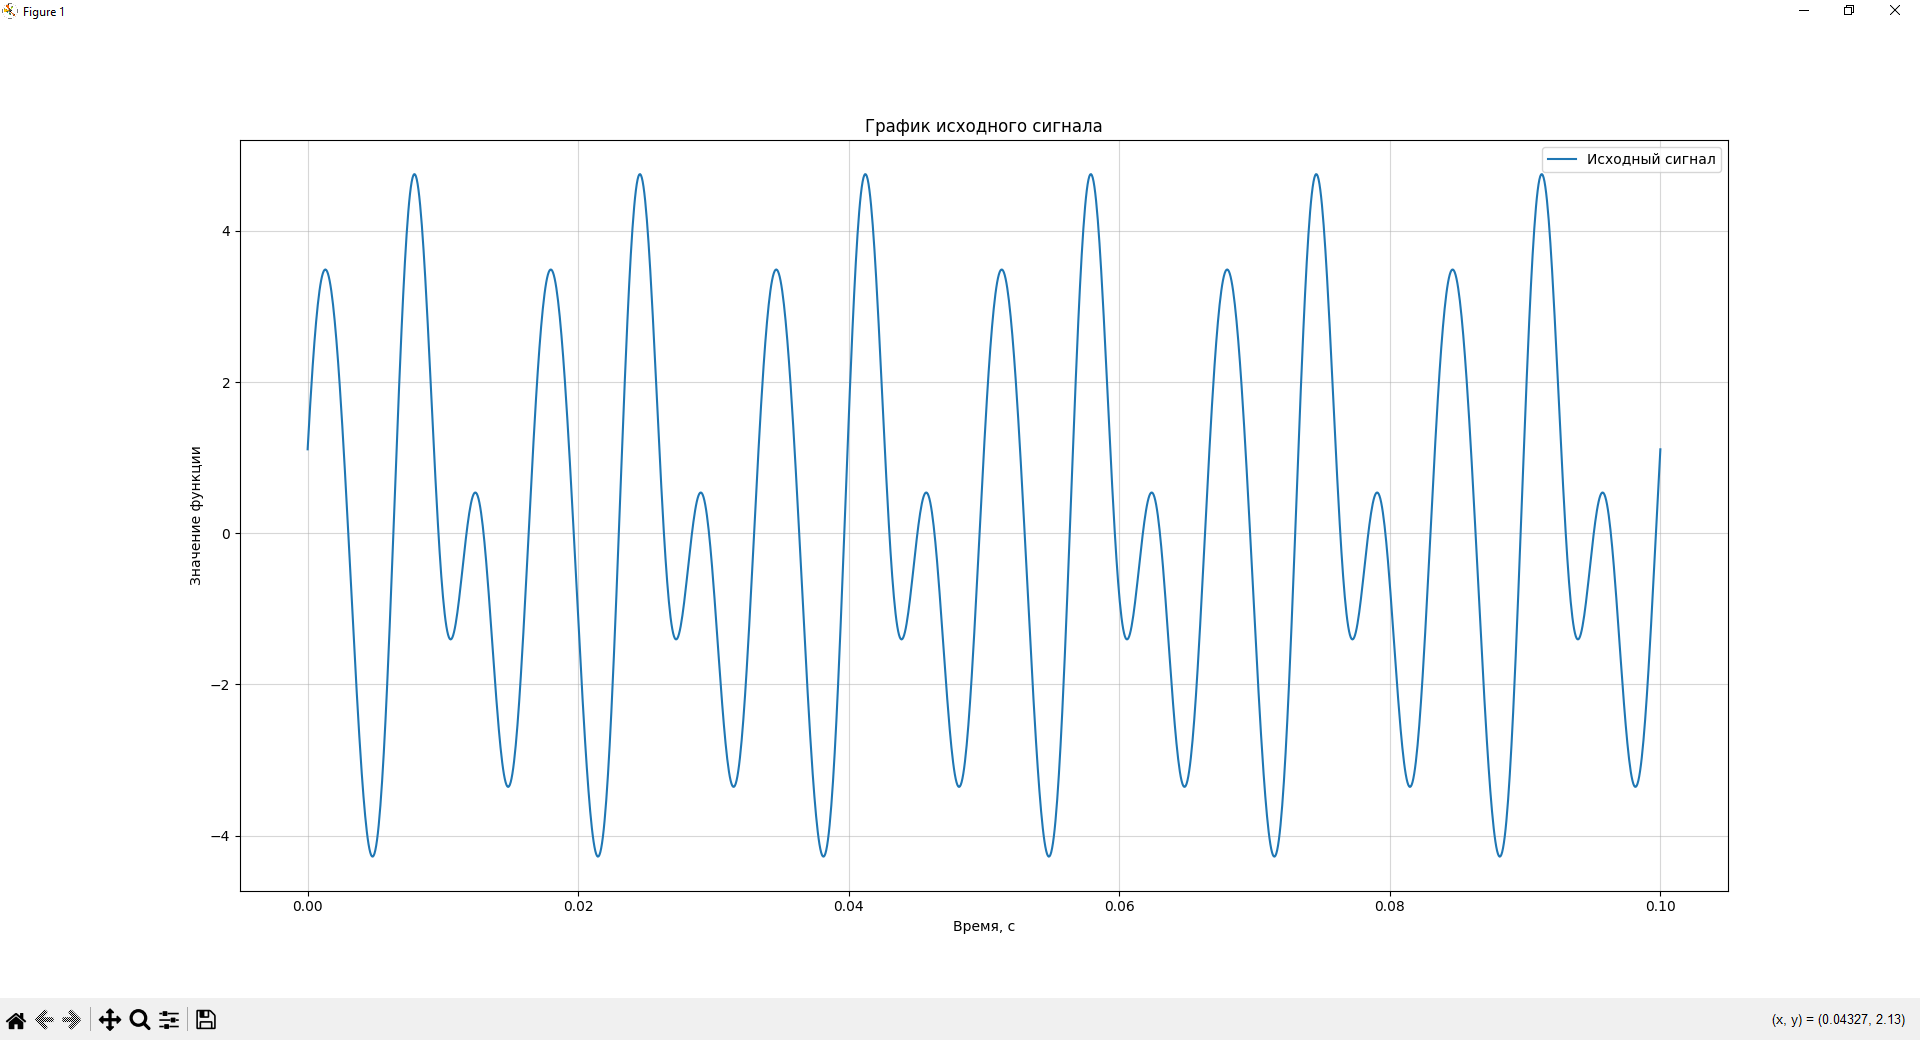 Figure 1
График исходного сигнала
Исходный сигнал
4
2
0
−2
−4
Значение функции
0.00 0.02 0.04 0.06 0.08 0.10
Время, с
(x, y) = (0.04327, 2.13)